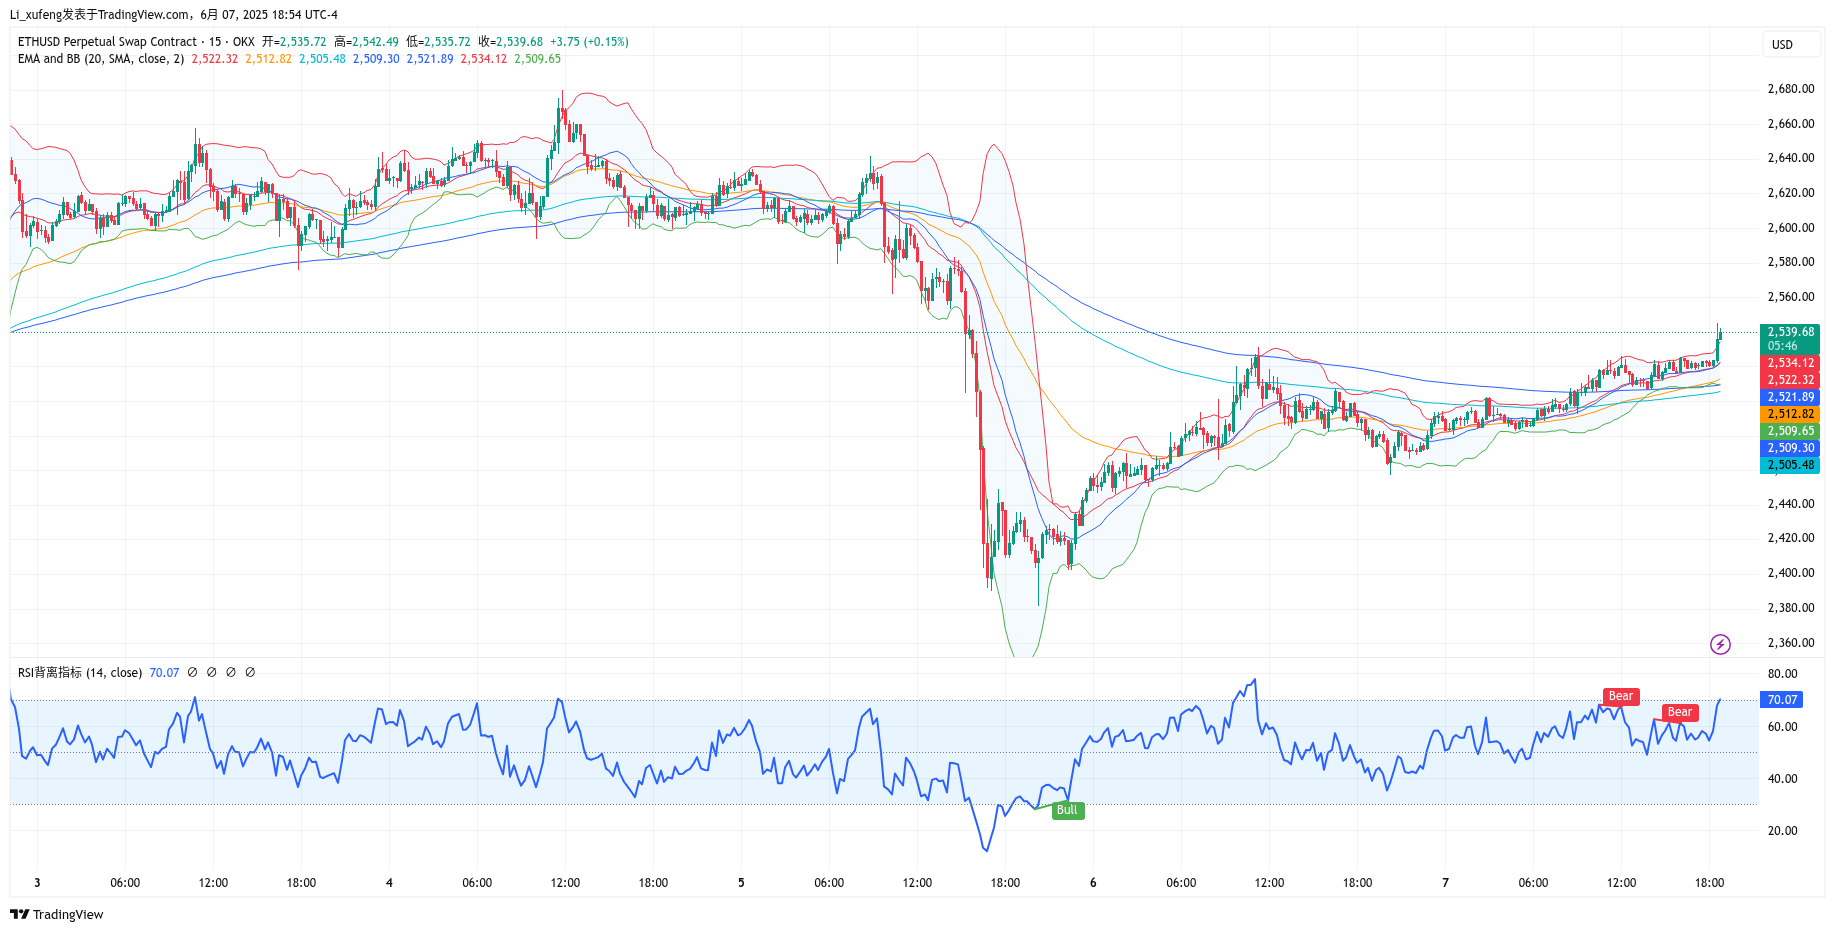 Li_xufeng发表于TradingView.com，6月 07, 2025 18:54 UTC-4
ETHUSD Perpetual Swap Contract · 15 · OKX 开=2,535.72 高=2,542.49 低=2,535.72 收=2,539.68 +3.75 (+0.15%)
EMA and BB (20, SMA, close, 2) 2,522.32 2,512.82 2,505.48 2,509.30 2,521.89 2,534.12 2,509.65
USD
2,680.00
2,660.00
2,640.00
2,620.00
2,600.00
2,580.00
2,560.00
2,539.68
05:46
2,534.12
2,522.32
2,521.89
2,512.82
2,509.65
2,509.30
2,505.48
2,440.00
2,420.00
2,400.00
2,380.00
2,360.00
RSI背离指标 (14, close) 70.07 ∅ ∅ ∅ ∅
80.00
70.07
60.00
40.00
20.00
Bear
Bear
Bull
3 06:00 12:00 18:00 4 06:00 12:00 18:00 5 06:00 12:00 18:00 6 06:00 12:00 18:00 7 06:00 12:00 18:00
TradingView